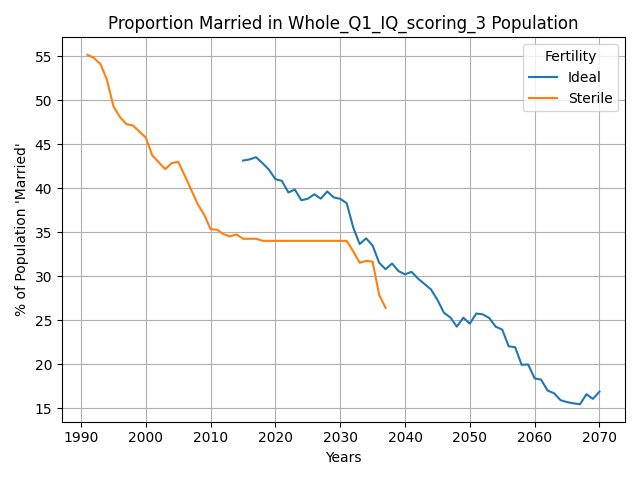 Proportion Married in Whole_Q1_IQ_scoring_3 Population
% of Population 'Married'
55
50
45
40
35
30
25
20
15
Fertility
Ideal
Sterile
1990 2000 2010 2020 2030 2040 2050 2060 2070
Years